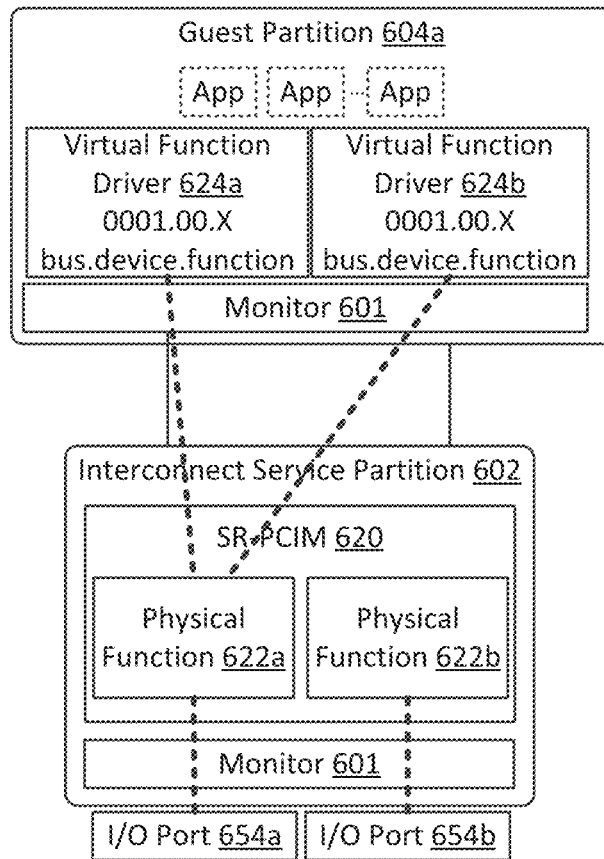 Guest Partition 604a
App App ... App
Virtual Function Virtual Function
Driver 624a Driver 624b
0001.00.X 0001.00.X
bus.device.function bus.device.function
Monitor 601
Interconnect Service Partition 602
SR-PCIM 620
Physical Physical
Function 622a Function 622b
Monitor 601
I/O Port 654a I/O Port 654b